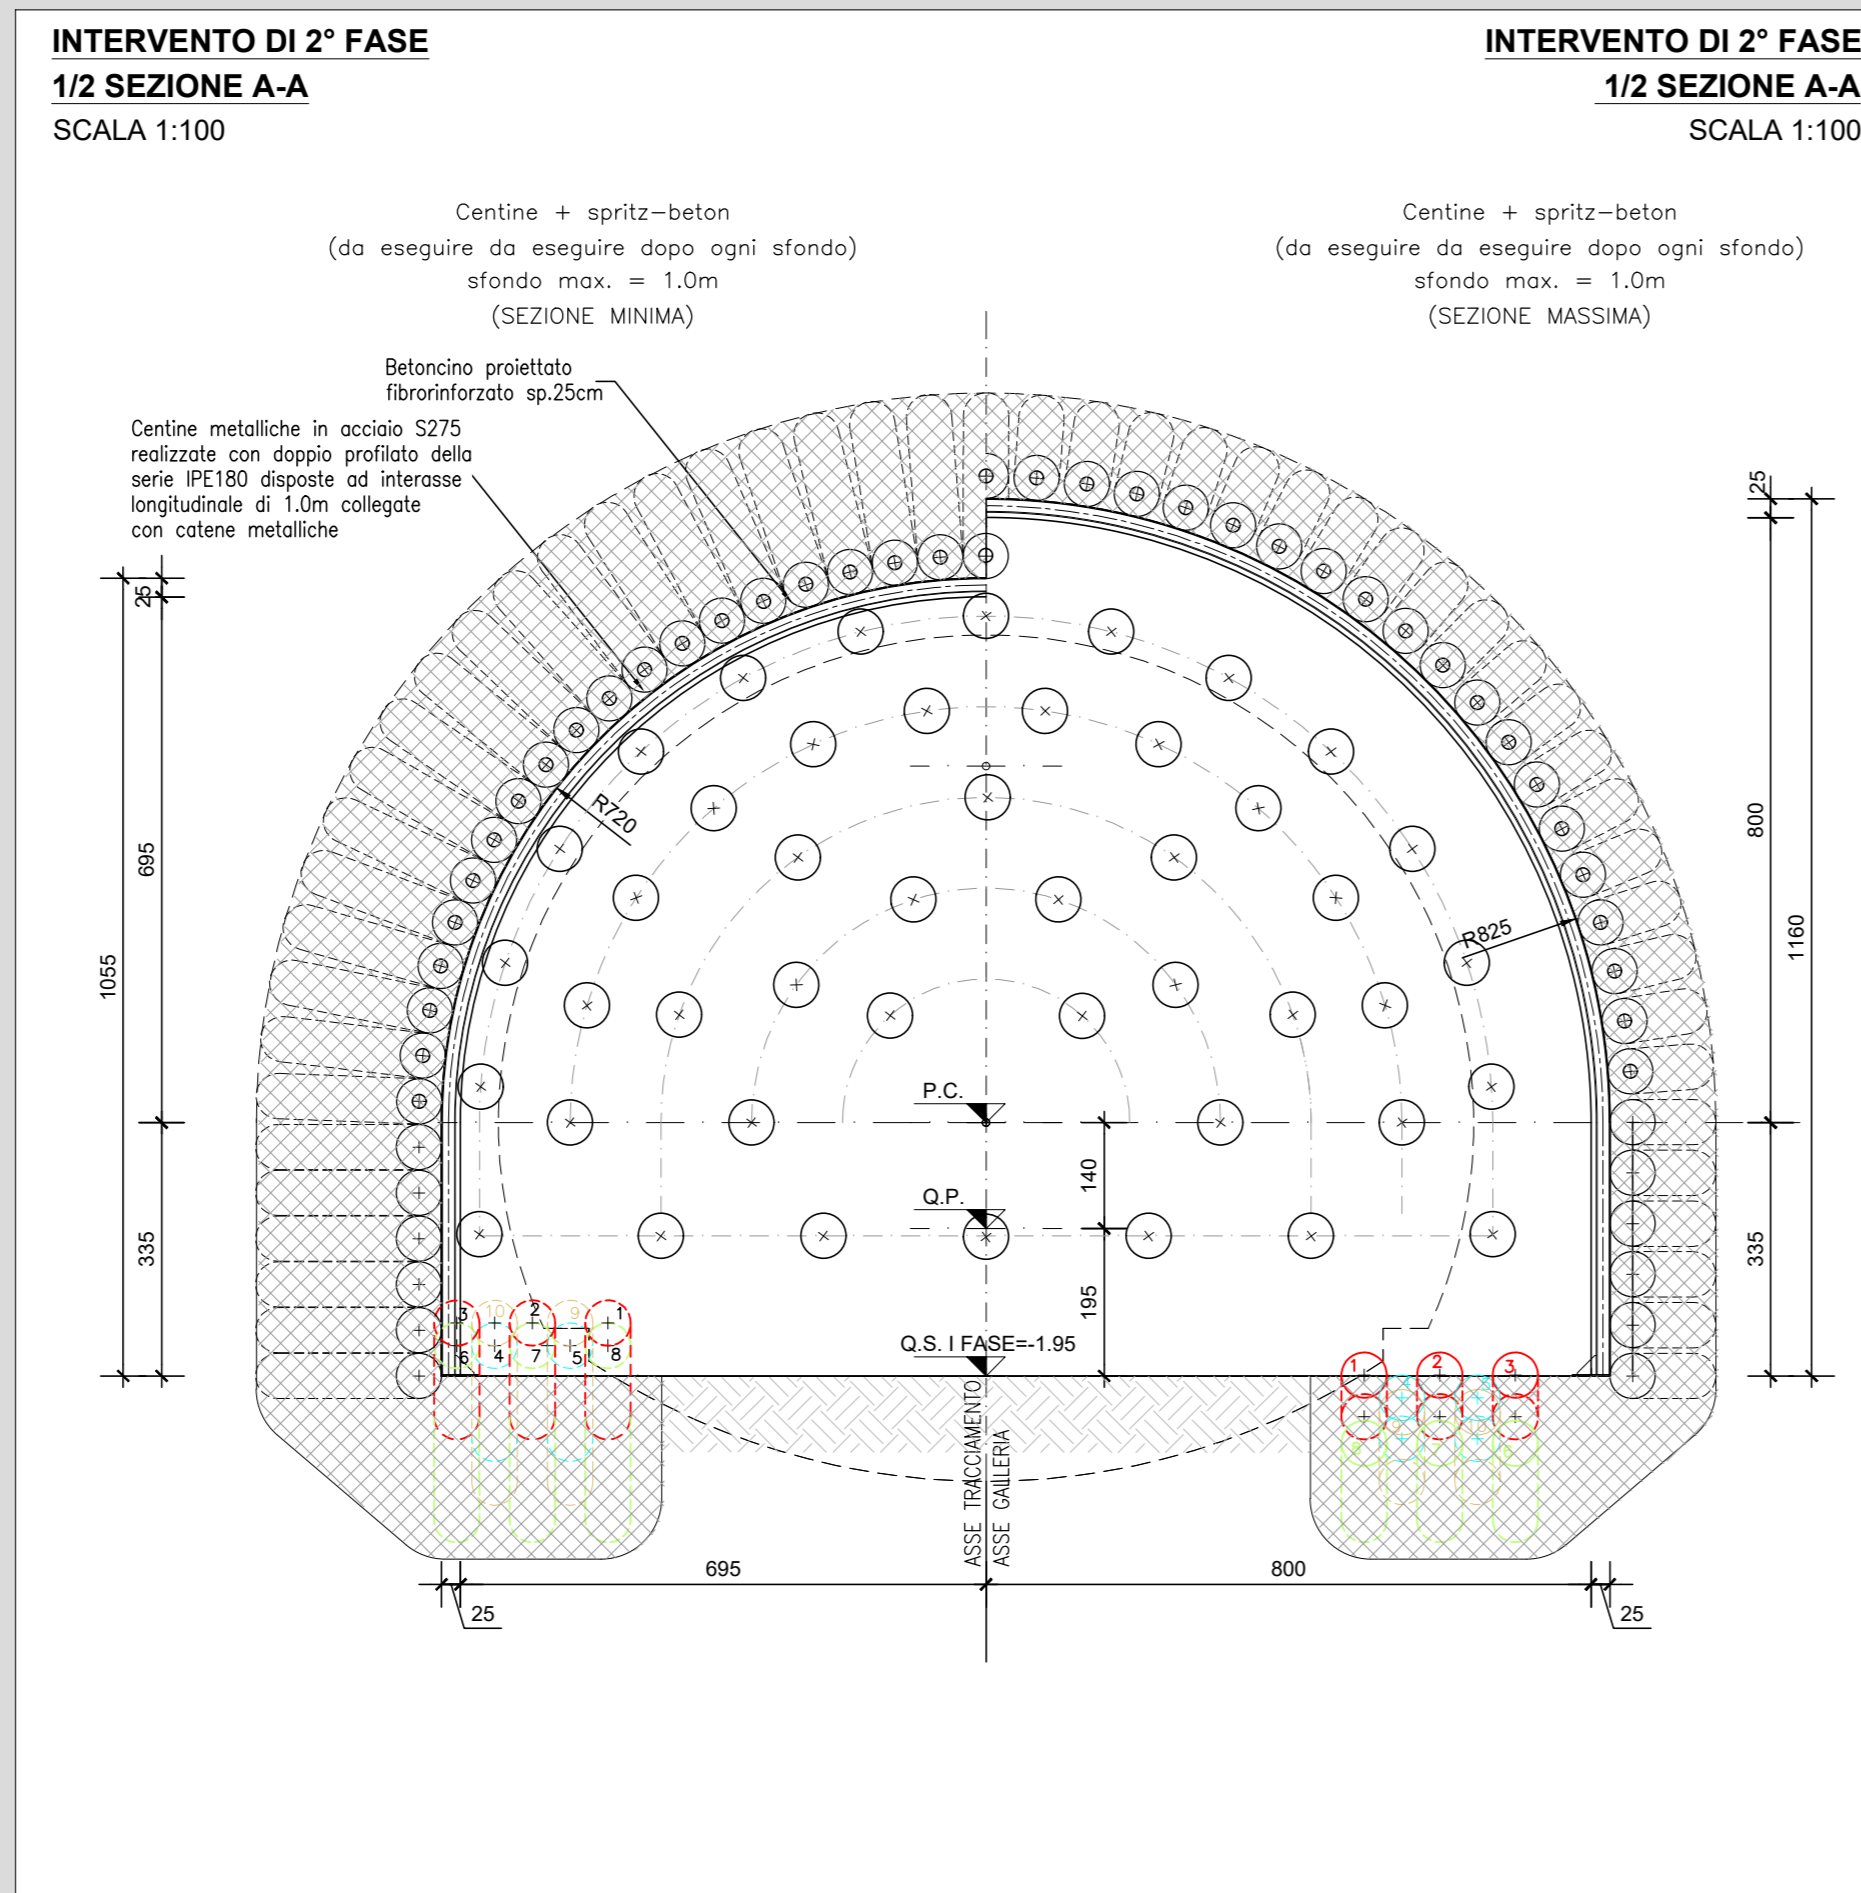 INTERVENTO DI 2° FASE
1/2 SEZIONE A-A
SCALA 1:100
INTERVENTO DI 2° FASE
1/2 SEZIONE A-A
SCALA 1:100
Centine + spritz-beton
(da eseguire da eseguire dopo ogni sfondo)
sfondo max. = 1.0m
(SEZIONE MINIMA)
Centine + spritz-beton
(da eseguire da eseguire dopo ogni sfondo)
sfondo max. = 1.0m
(SEZIONE MASSIMA)
Betoncino proiettato
fibrorinforzato sp.25cm
Centine metalliche in acciaio S275
realizzate con doppio profilato della
serie IPE180 disposte ad interasse
longitudinale di 1.0m collegate
con catene metalliche
25
695
1055
335
25
800
1160
335
R720
R825
P.C.
140
Q.P.
195
Q.S. I FASE=-1.95
3 10 2 9 1
6 4 7 5 8
1 2 3
8 7 6
ASSE TRACCIAMENTO
ASSE GALLERIA
695
800
25
25